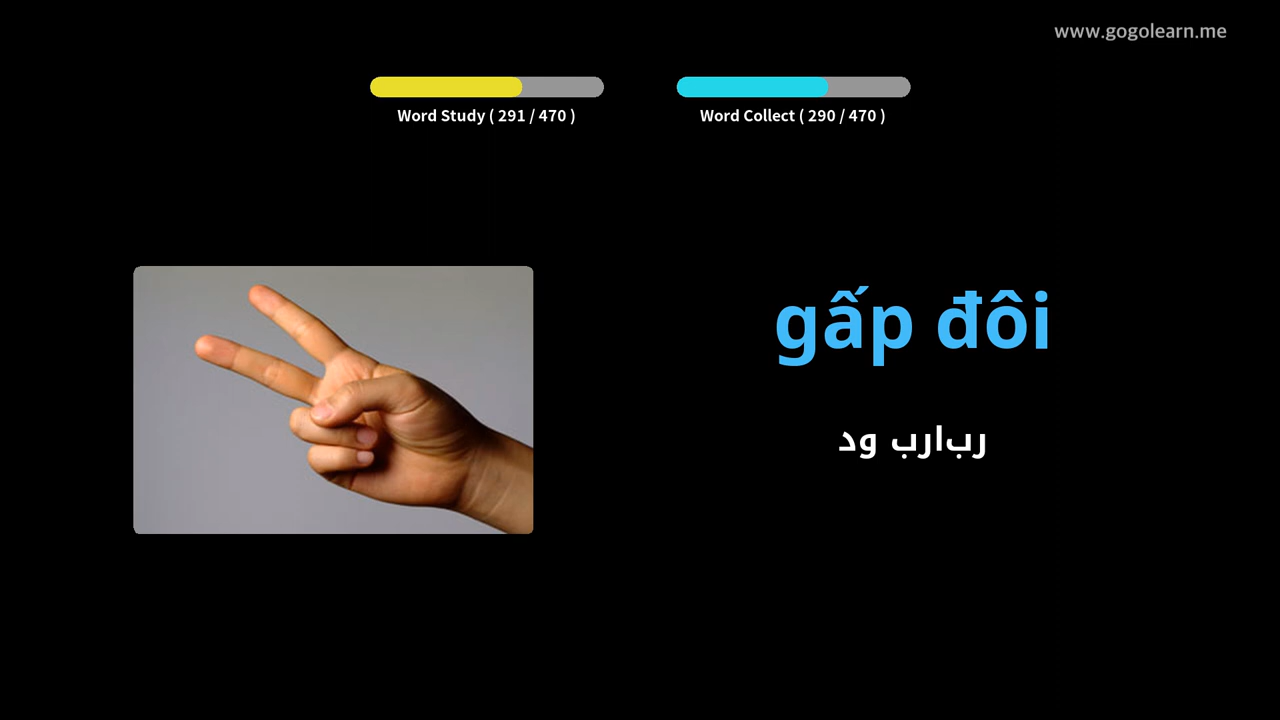 www.gogolearn.me
Word Study ( 291 / 470 )
Word Collect ( 290 / 470 )
gấp đôi
ربارب ود